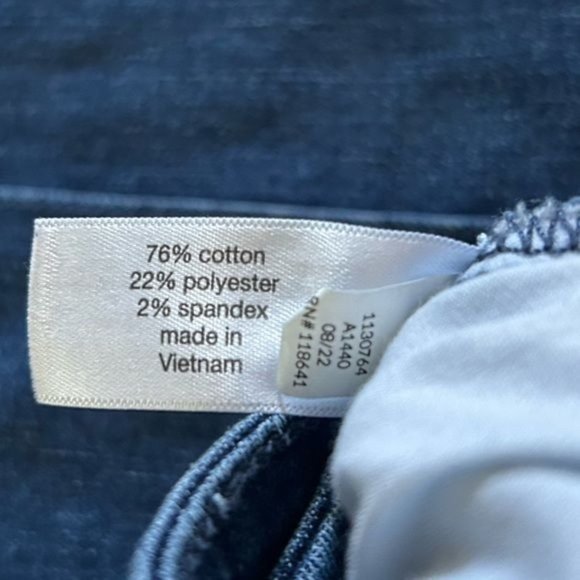 76% cotton
22% polyester
2% spandex
made in
Vietnam
1130764
A1440
08/22
RN# 118641